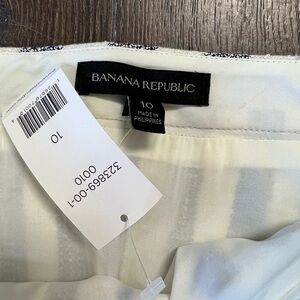 BANANA REPUBLIC
10
MADE IN
PHILIPPINES
10
323869-00-1
0010